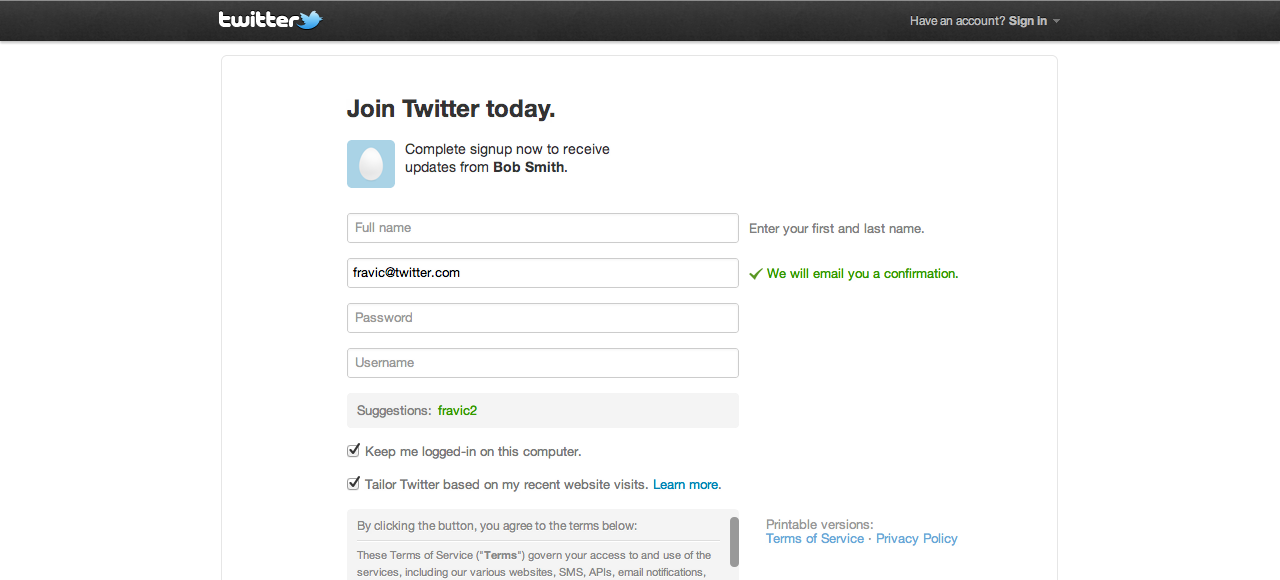 twitter
Have an account? Sign in
Join Twitter today.
Complete signup now to receive
updates from Bob Smith.
Full name
Enter your first and last name.
fravic@twitter.com
We will email you a confirmation.
Password
Username
Suggestions: fravic2
Keep me logged-in on this computer.
Tailor Twitter based on my recent website visits. Learn more.
By clicking the button, you agree to the terms below:
Printable versions:
Terms of Service · Privacy Policy
These Terms of Service ("Terms") govern your access to and use of the
services, including our various websites, SMS, APIs, email notifications,